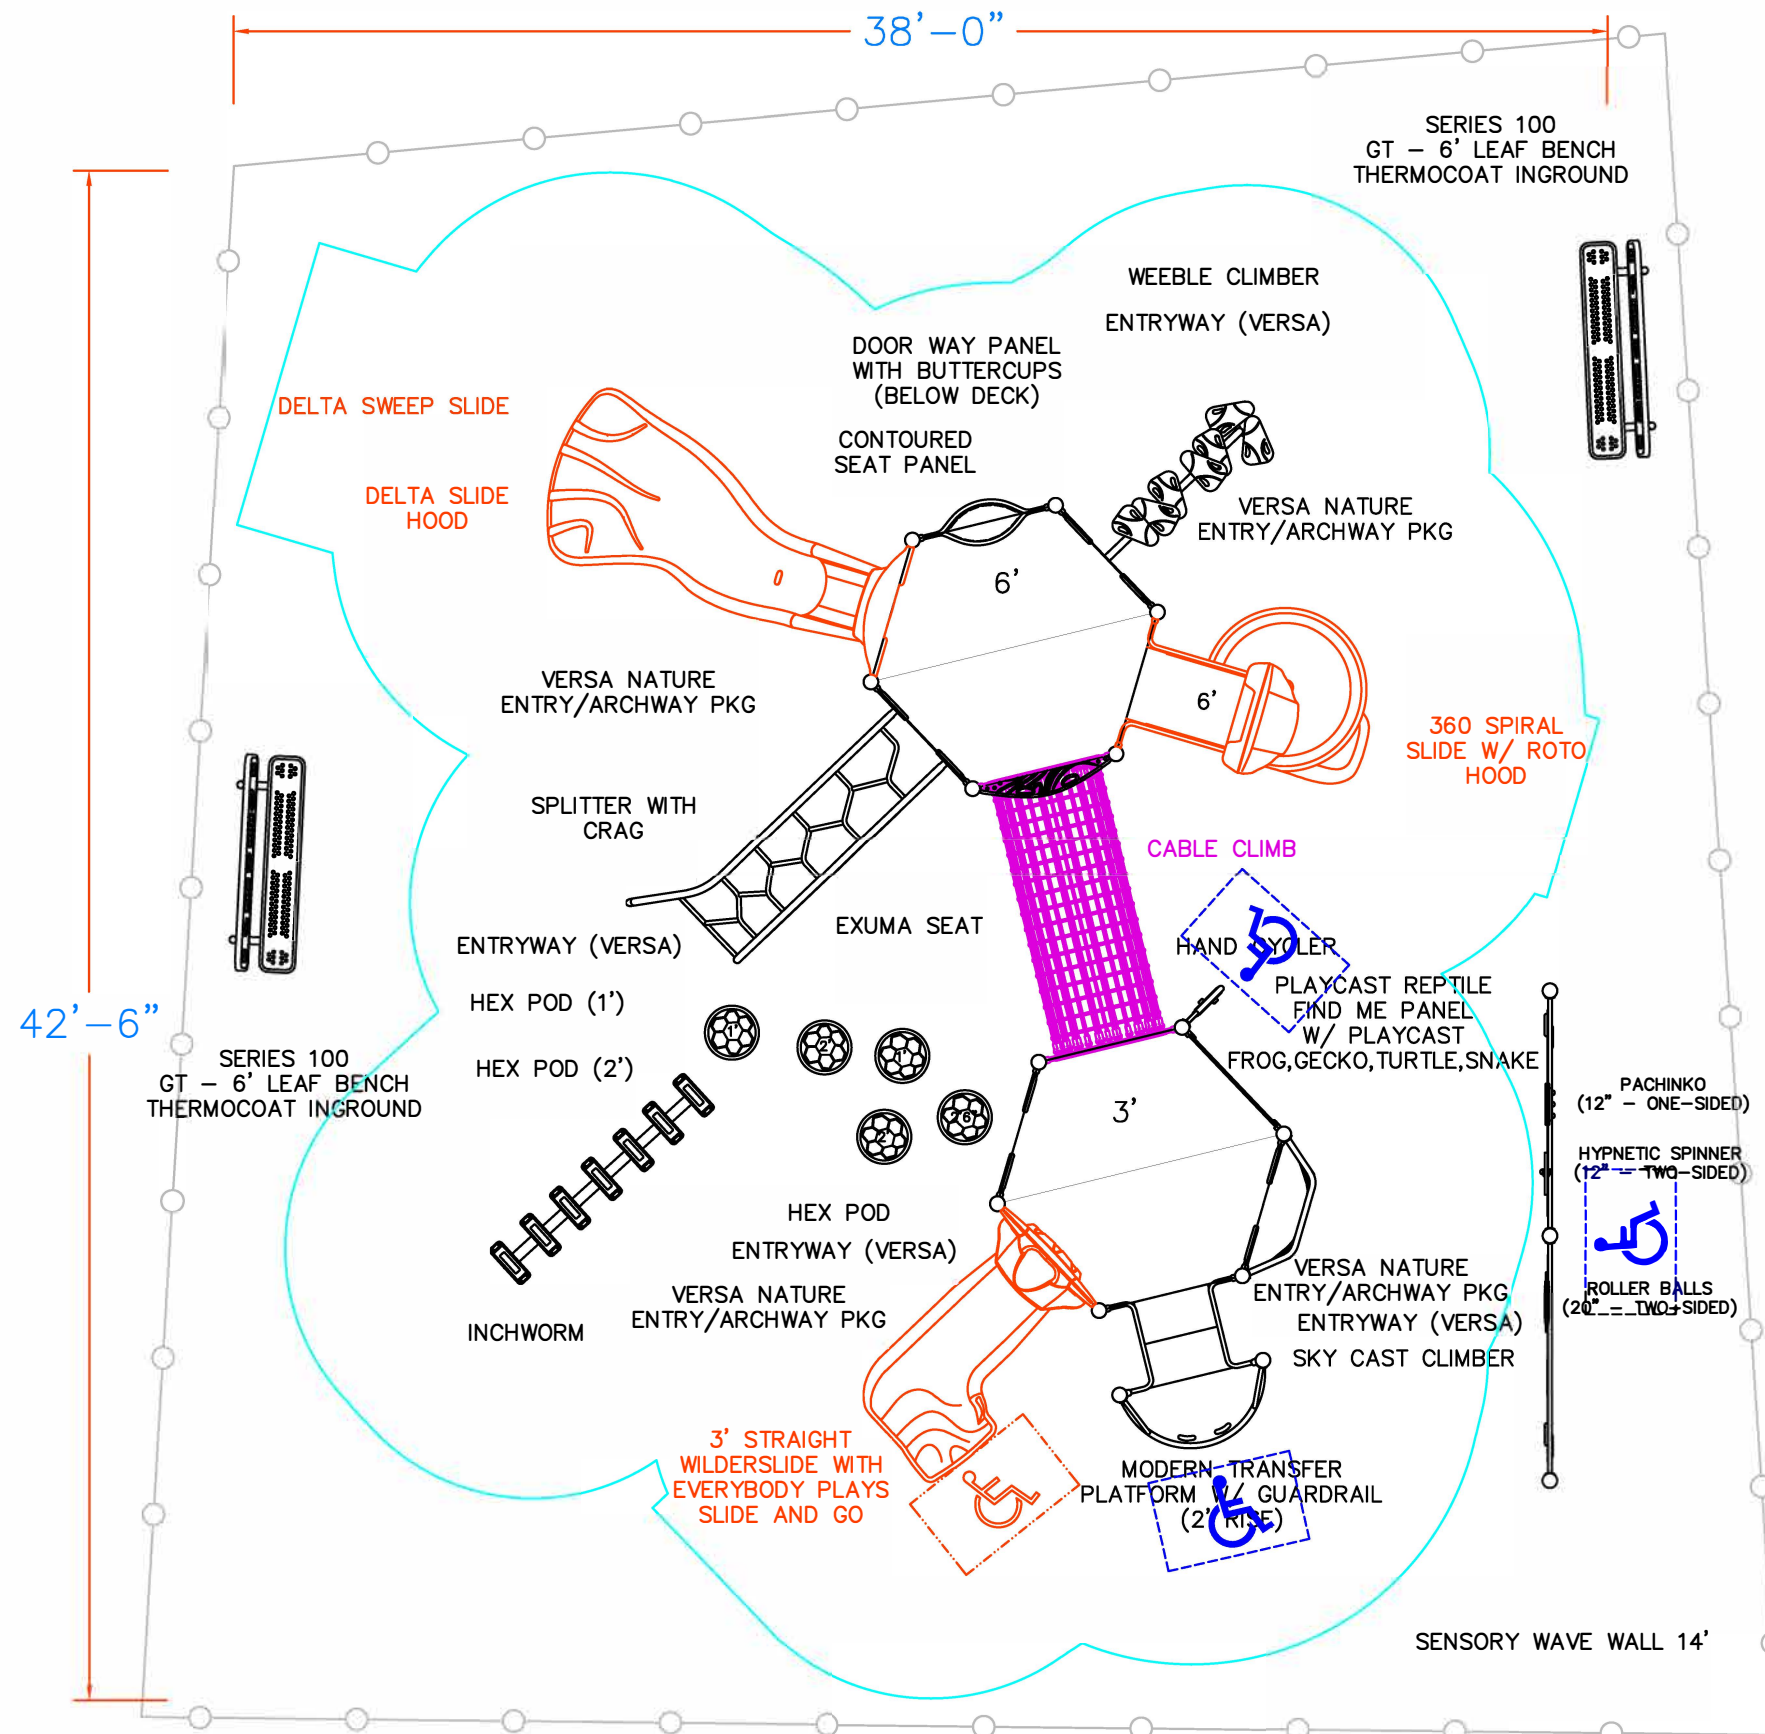 38'-0"
SERIES 100
GT - 6' LEAF BENCH
THERMOCOAT INGROUND
WEEBLE CLIMBER
ENTRYWAY (VERSA)
DOOR WAY PANEL
WITH BUTTERCUPS
(BELOW DECK)
DELTA SWEEP SLIDE
CONTOURED
SEAT PANEL
DELTA SLIDE
HOOD
VERSA NATURE
ENTRY/ARCHWAY PKG
6'
VERSA NATURE
ENTRY/ARCHWAY PKG
6'
360 SPIRAL
SLIDE W/ ROTO
HOOD
SPLITTER WITH
CRAG
CABLE CLIMB
EXUMA SEAT
ENTRYWAY (VERSA)
HAND CYCLER
PLAYCAST REPTILE
FIND ME PANEL
W/ PLAYCAST
FROG,GECKO,TURTLE,SNAKE
HEX POD (1')
42'-6"
1'
2'
1'
SERIES 100
GT - 6' LEAF BENCH
THERMOCOAT INGROUND
HEX POD (2')
2'
2'6"
3'
PACHINKO
(12" - ONE-SIDED)
HYPNETIC SPINNER
(12" - TWO-SIDED)
HEX POD
ENTRYWAY (VERSA)
VERSA NATURE
ENTRY/ARCHWAY PKG
VERSA NATURE
ENTRY/ARCHWAY PKG
ENTRYWAY (VERSA)
ROLLER BALLS
(20" - TWO-SIDED)
INCHWORM
SKY CAST CLIMBER
3' STRAIGHT
WILDERSLIDE WITH
EVERYBODY PLAYS
SLIDE AND GO
MODERN TRANSFER
PLATFORM W/ GUARDRAIL
(2' RISE)
SENSORY WAVE WALL 14'